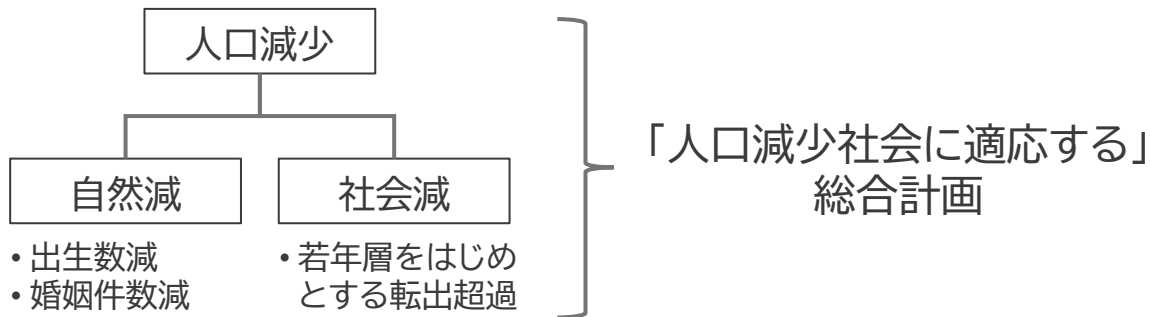 人口減少
自然減
社会減
• 出生数減
• 婚姻件数減
• 若年層をはじめ
とする転出超過
「人口減少社会に適応する」
総合計画